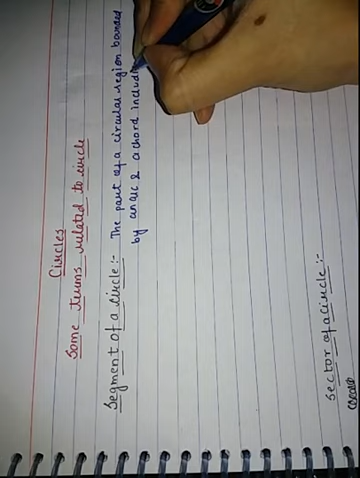 Circles
Some terms related to circle
Segment of a circle:- The part of a circular region bounded
by an arc & a chord includi
Sector of a circle:-